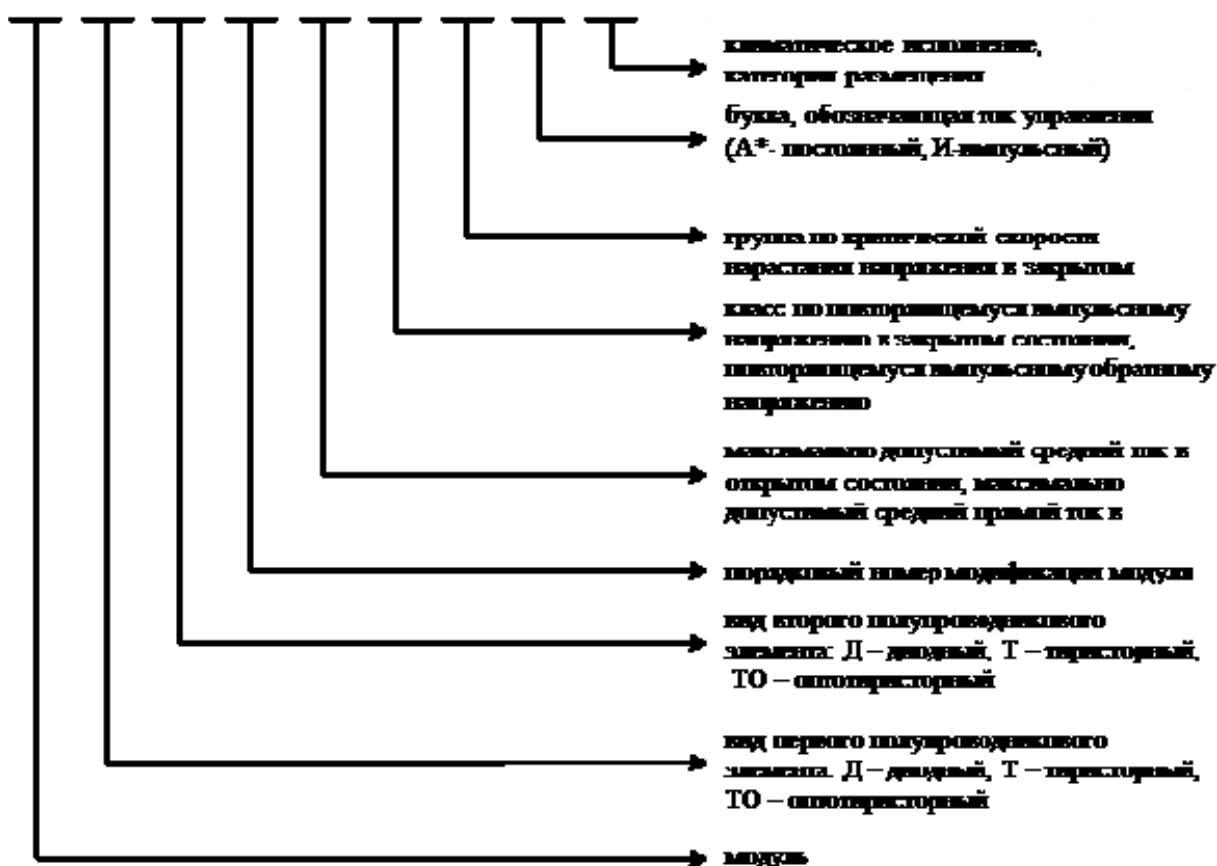 климатическое исполнение,
категория размещения
буква, обозначающая ток управления
(А*- постоянный, И-импульсный)
группа по критической скорости
нарастания напряжения в закрытом
класс по повторяющемуся импульсному
напряжению в закрытом состоянии,
повторяющемуся импульсному обратному
напряжению
максимально допустимый средний ток в
открытом состоянии, максимально
допустимый средний прямой ток в
порядковый номер модификации модуля
вид второго полупроводникового
элемента: Д – диодный, Т – тиристорный,
ТО – оптотиристорный
вид первого полупроводникового
элемента. Д – диодный, Т – тиристорный,
ТО – оптотиристорный
модуль